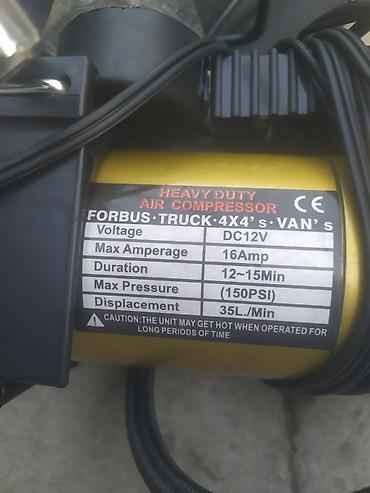 HEAVY DUTY
AIR COMPRESSOR CE
FORBUS·TRUCK·4X4's·VAN's
Voltage DC12V
Max Amperage 16Amp
Duration 12~15Min
Max Pressure (150PSI)
Displacement 35L./Min
CAUTION:THE UNIT MAY GET HOT WHEN OPERATED FOR
LONG PERIODS OF TIME